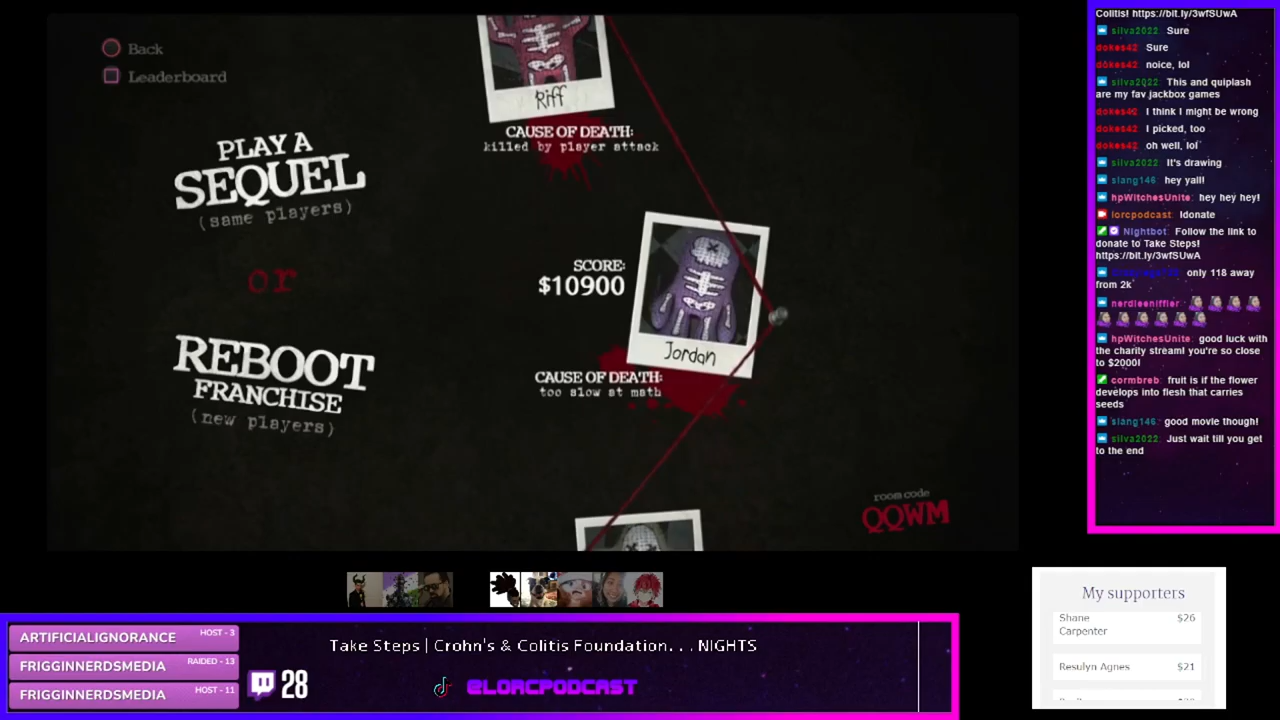 Back
Leaderboard
PLAY A
SEQUEL
(same players)
or
REBOOT
FRANCHISE
(new players)
Riff
CAUSE OF DEATH:
killed by player attack
SCORE:
$10900
Jordan
CAUSE OF DEATH:
too slow at math
room code
QQWM
Colitis! https://bit.ly/3wfSUwA
silva2022: Sure
dokes42: Sure
dokes42: noice, lol
silva2022: This and quiplash
are my fav jackbox games
dokes42: I think I might be wrong
dokes42: I picked, too
dokes42: oh well, lol
silva2022: It's drawing
slang146: hey yall!
hpWitchesUnite: hey hey hey!
lorcpodcast: !donate
Nightbot: Follow the link to
donate to Take Steps!
https://bit.ly/3wfSUwA
only 118 away
from 2k
nerdleeniffler:
hpWitchesUnite: good luck with
the charity stream! you're so close
to $2000!
cormbreb: fruit is if the flower
develops into flesh that carries
seeds
slang146: good movie though!
silva2022: Just wait till you get
to the end
My supporters
Shane
Carpenter
$26
Resulyn Agnes
$21
ARTIFICIALIGNORANCE HOST - 3
FRIGGINNERDSMEDIA RAIDED - 13
FRIGGINNERDSMEDIA HOST - 11
28
Take Steps | Crohn's & Colitis Foundation. . . NIGHTS
@LORCPODCAST